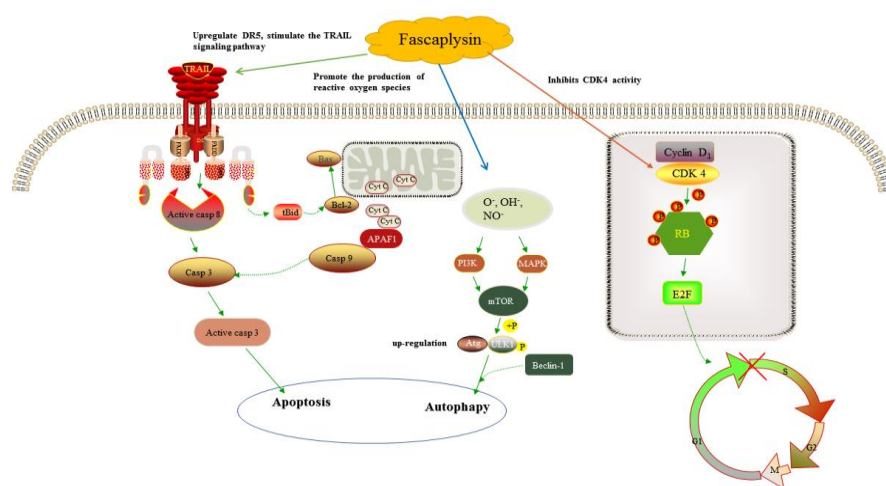 Fascaplysin
Upregulate DR5, stimulate the TRAIL
signaling pathway
Promote the production of
reactive oxygen species
Inhibits CDK4 activity
TRAIL
FADD
FADD
Active casp 8
tBid
Bax
Bcl-2
Cyt C
Cyt C
Cyt C
Cyt C
APAF1
Casp 9
Casp 3
Active casp 3
Apoptosis
O⁻, OH⁻,
NO⁻
PI3K
MAPK
mTOR
+P
up-regulation
Atg
ULK1
P
Beclin-1
Autophapy
Cyclin D₁
CDK 4
RB
E2F
G1
S
G2
M